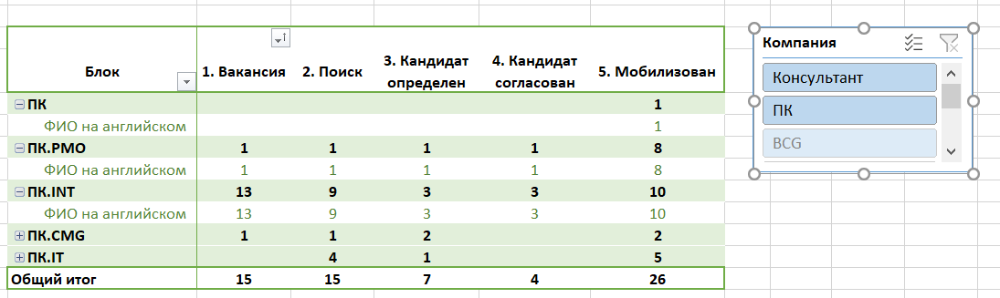 Блок 1. Вакансия 2. Поиск 3. Кандидат определен 4. Кандидат согласован 5. Мобилизован
ПК 1
ФИО на английском 1
ПК.PMO 1 1 1 1 8
ФИО на английском 1 1 1 1 8
ПК.INT 13 9 3 3 10
ФИО на английском 13 9 3 3 10
ПК.CMG 1 1 2 2
ПК.IT 4 1 5
Общий итог 15 15 7 4 26
Компания
Консультант
ПК
BCG